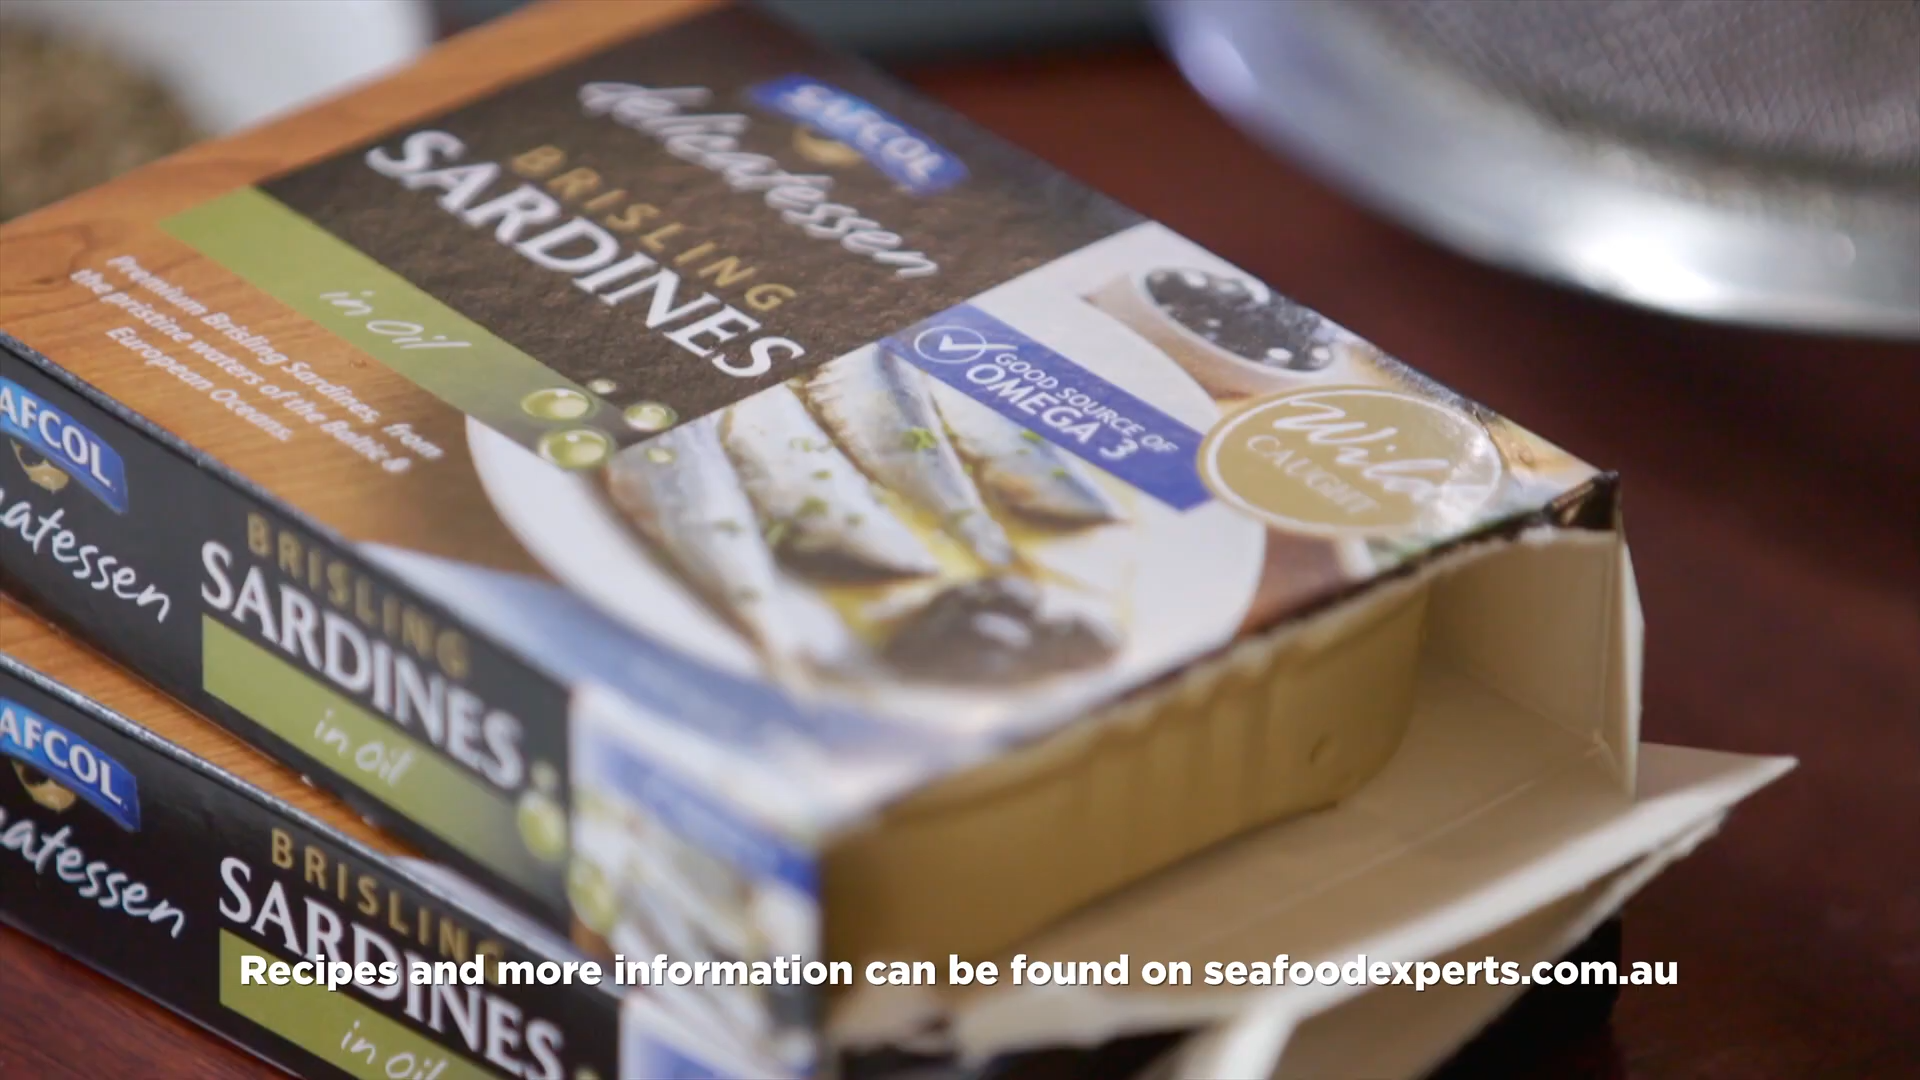 SAFCOL
delicatessen
BRISLING
SARDINES
in oil
Premium Brisling Sardines, from
the pristine waters of the Baltic &
European Oceans.
GOOD SOURCE OF
OMEGA 3
Wild
CAUGHT
AFCOL
catessen
BRISLING
SARDINES
in oil
AFCOL
catessen
BRISLING
SARDINES
in oil
Recipes and more information can be found on seafoodexperts.com.au